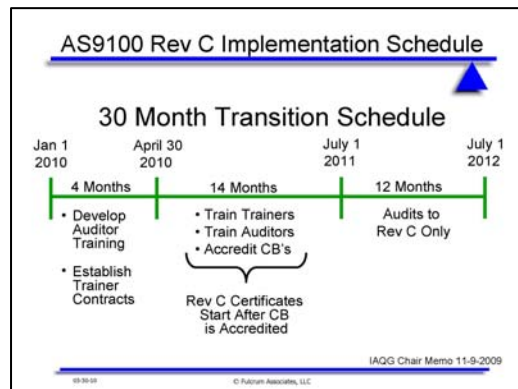 AS9100 Rev C Implementation Schedule
30 Month Transition Schedule
Jan 1
2010
April 30
2010
July 1
2011
July 1
2012
4 Months
14 Months
12 Months
• Develop
Auditor
Training
• Establish
Trainer
Contracts
• Train Trainers
• Train Auditors
• Accredit CB's
Rev C Certificates
Start After CB
is Accredited
Audits to
Rev C Only
IAQG Chair Memo 11-9-2009
03-30-10
© Fulcrum Associates, LLC